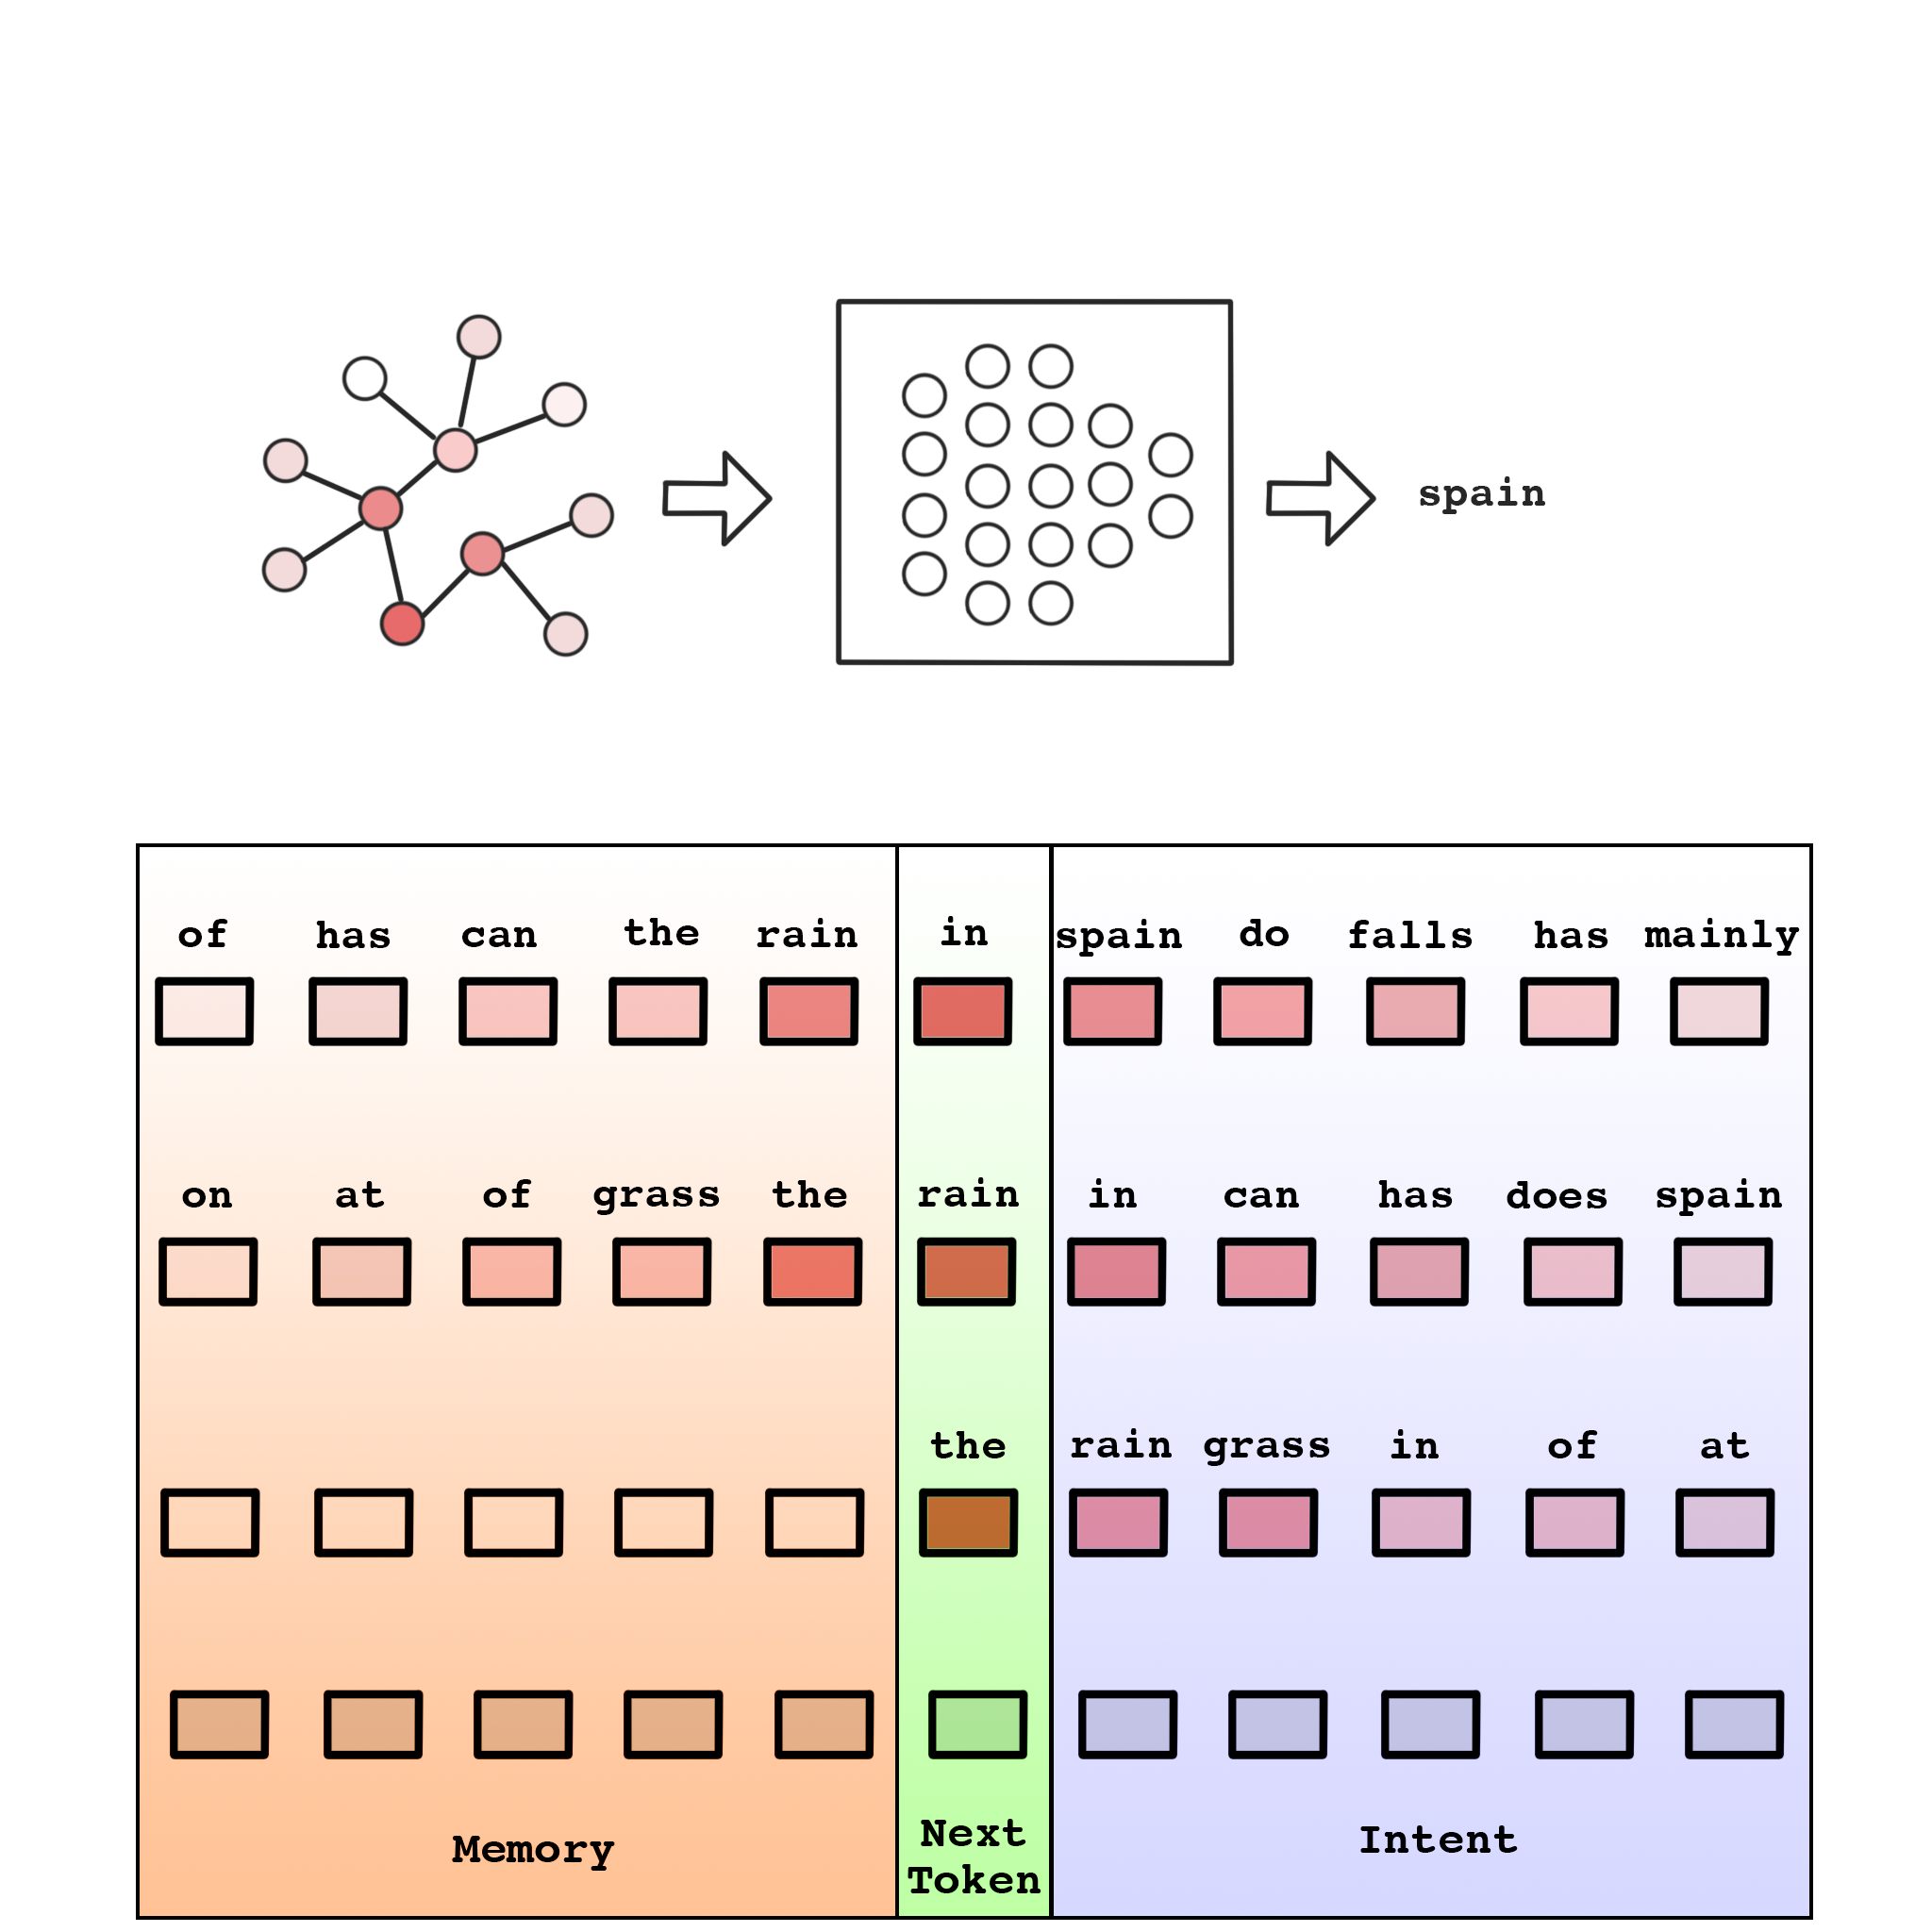 spain
of has can the rain in spain do falls has mainly
on at of grass the rain in can has does spain
the rain grass in of at
Memory
Next
Token
Intent